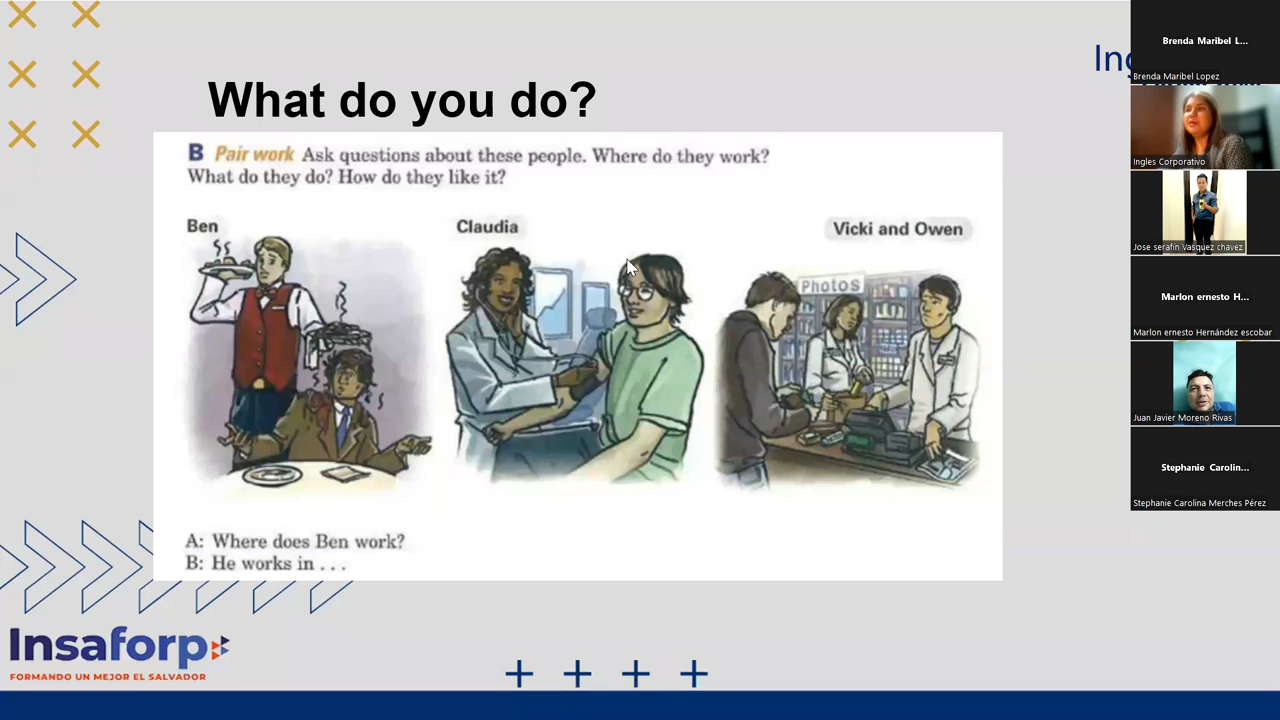 What do you do?
B Pair work Ask questions about these people. Where do they work?
What do they do? How do they like it?
Ben
Claudia
Vicki and Owen
Photos
A: Where does Ben work?
B: He works in . . .
Insaforp
FORMANDO UN MEJOR EL SALVADOR
Brenda Maribel L...
Brenda Maribel Lopez
Ingles Corporativo
Jose serafin Vasquez chavez
Marlon ernesto H...
Marlon ernesto Hernández escobar
Juan Javier Moreno Rivas
Stephanie Carolin...
Stephanie Carolina Merches Pérez